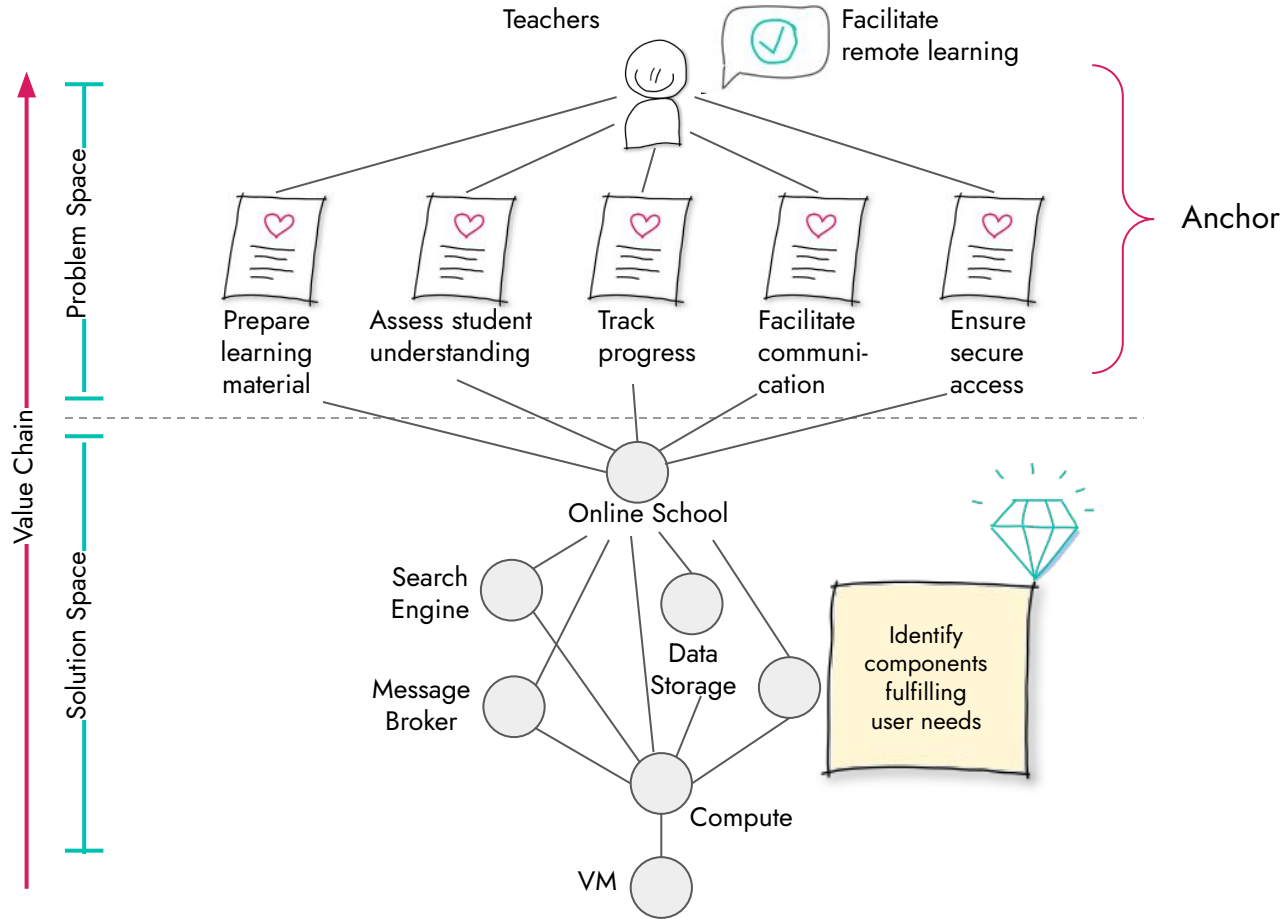 Teachers
Facilitate
remote learning
Problem Space
Anchor
Prepare
learning
material
Assess student
understanding
Track
progress
Facilitate
communi-
cation
Ensure
secure
access
Value Chain
Online School
Solution Space
Search
Engine
Data
Storage
Message
Broker
Identify
components
fulfilling
user needs
Compute
VM